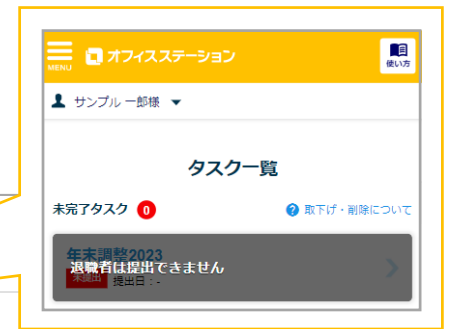 MENU
オフィスステーション
使い方
サンプル 一郎様
タスク一覧
未完了タスク 0
? 取下げ・削除について
年末調整2023
退職者は提出できません
未提出 提出日:-